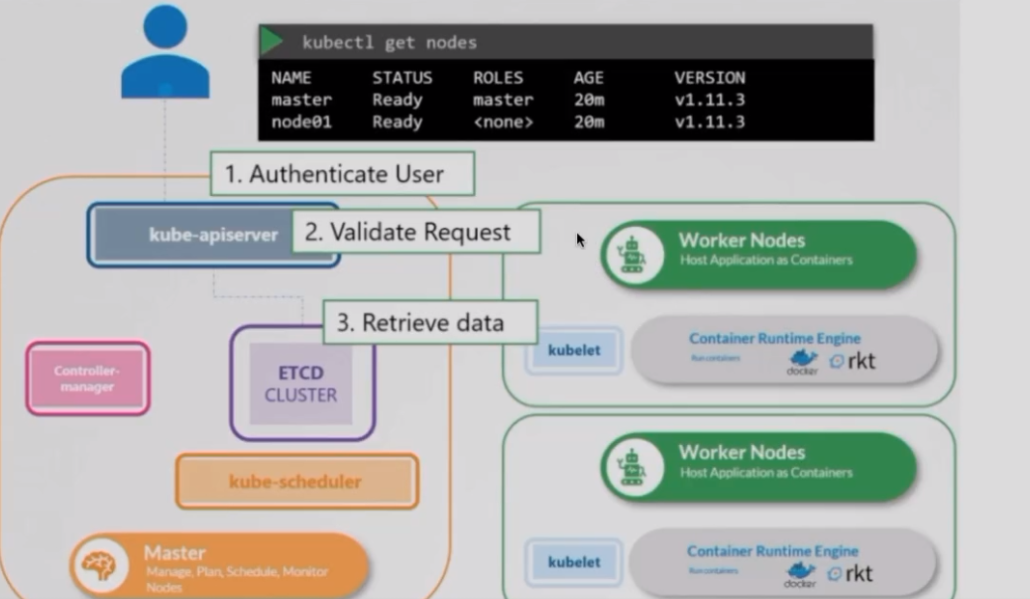 kubectl get nodes
NAME STATUS ROLES AGE VERSION
master Ready master 20m v1.11.3
node01 Ready <none> 20m v1.11.3
1. Authenticate User
kube-apiserver
2. Validate Request
3. Retrieve data
Controller-
manager
ETCD
CLUSTER
kube-scheduler
Master
Manage, Plan, Schedule, Monitor
Nodes
Worker Nodes
Host Application as Containers
kubelet
Container Runtime Engine
Run containers
docker
rkt
Worker Nodes
Host Application as Containers
kubelet
Container Runtime Engine
Run containers
docker
rkt